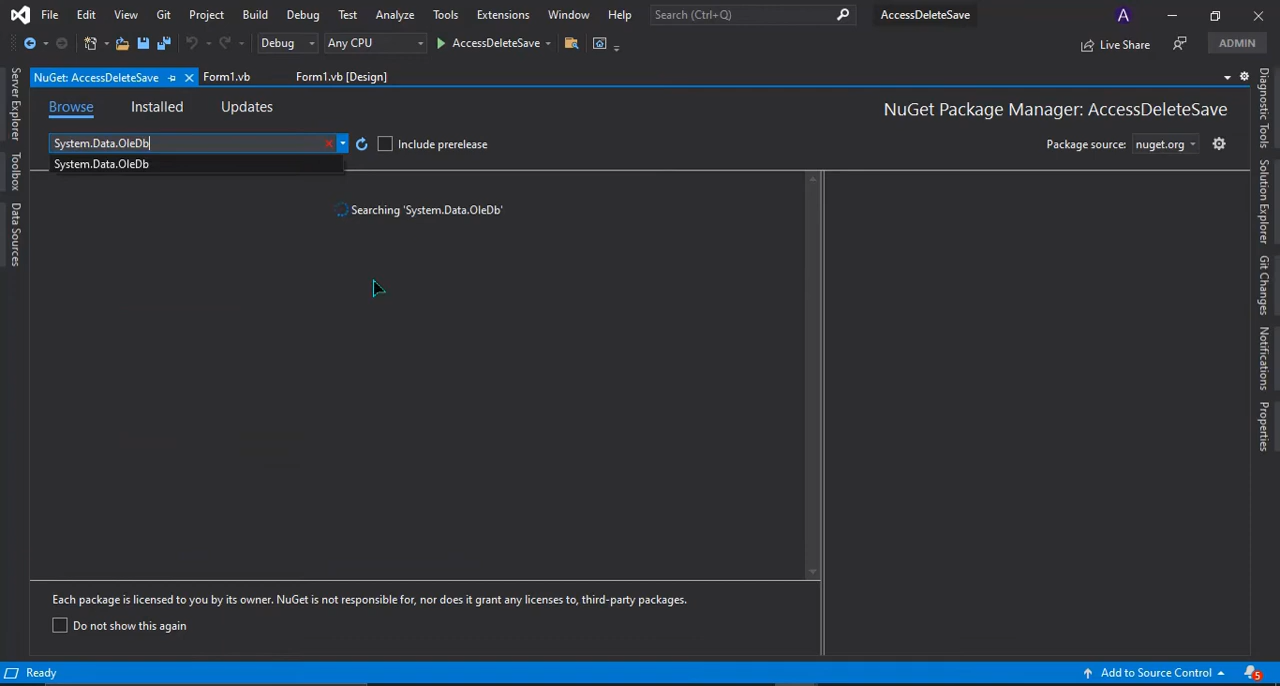 File Edit View Git Project Build Debug Test Analyze Tools Extensions Window Help Search (Ctrl+Q) AccessDeleteSave A
Debug Any CPU AccessDeleteSave Live Share ADMIN
NuGet: AccessDeleteSave Form1.vb Form1.vb [Design]
Browse Installed Updates NuGet Package Manager: AccessDeleteSave
System.Data.OleDb Include prerelease Package source: nuget.org
System.Data.OleDb
Searching 'System.Data.OleDb'
Server Explorer
Toolbox
Data Sources
Diagnostic Tools
Solution Explorer
Git Changes
Notifications
Properties
Each package is licensed to you by its owner. NuGet is not responsible for, nor does it grant any licenses to, third-party packages.
Do not show this again
Ready Add to Source Control 5